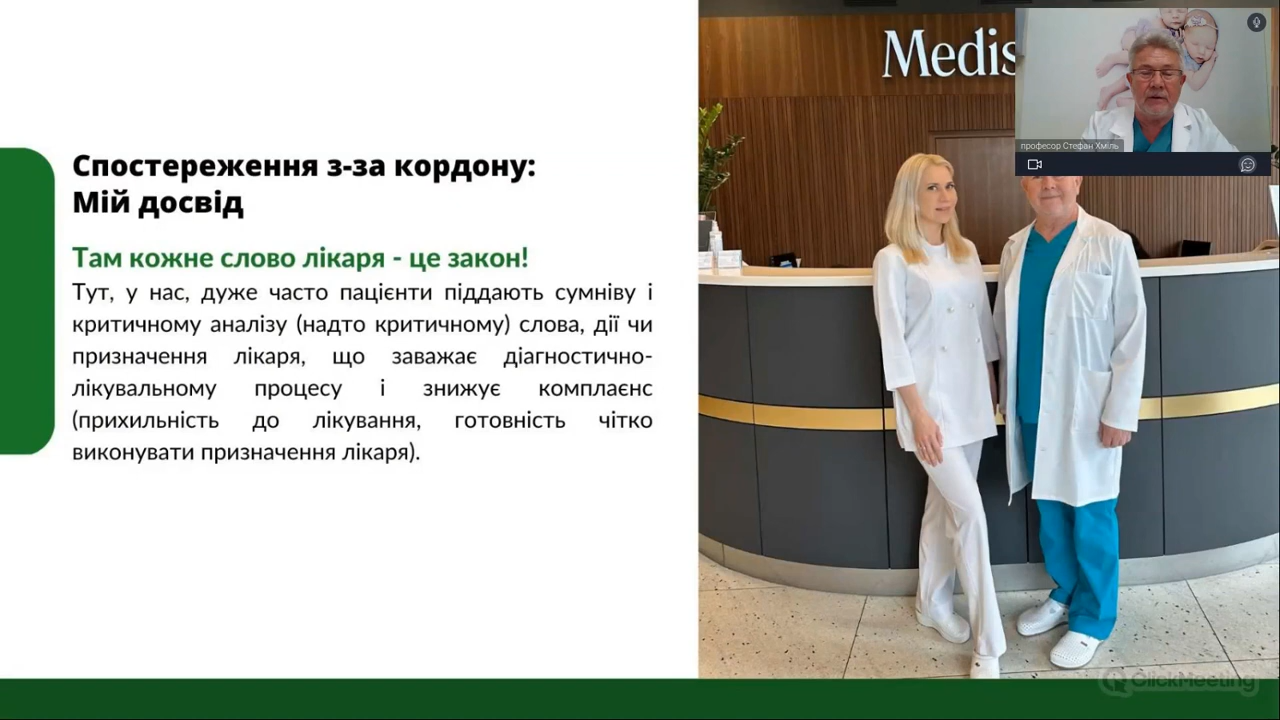 Спостереження з-за кордону:
Мій досвід
Там кожне слово лікаря - це закон!
Тут, у нас, дуже часто пацієнти піддають сумніву і
критичному аналізу (надто критичному) слова, дії чи
призначення лікаря, що заважає діагностично-
лікувальному процесу і знижує комплаєнс
(прихильність до лікування, готовність чітко
виконувати призначення лікаря).
Medis
професор Стефан Хміль
ClickMeeting